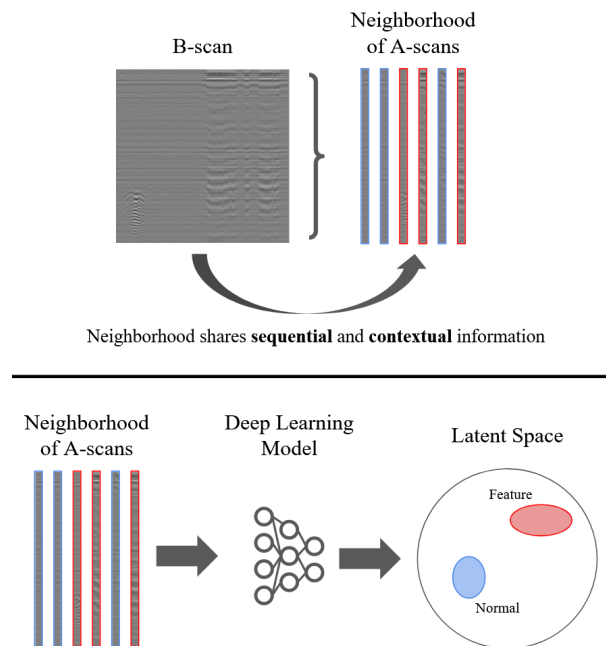 B-scan
Neighborhood
of A-scans
Neighborhood shares sequential and contextual information
Neighborhood
of A-scans
Deep Learning
Model
Latent Space
Feature
Normal